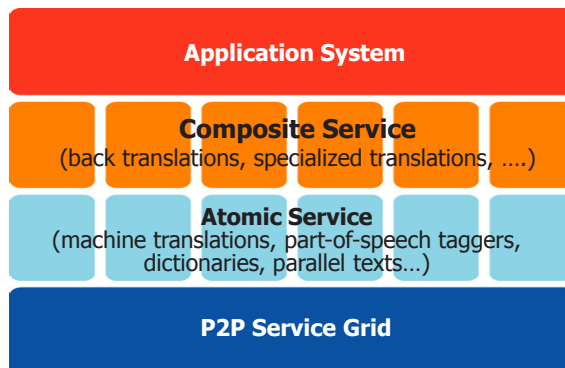 Application System
Composite Service
(back translations, specialized translations, ….)
Atomic Service
(machine translations, part-of-speech taggers,
dictionaries, parallel texts…)
P2P Service Grid